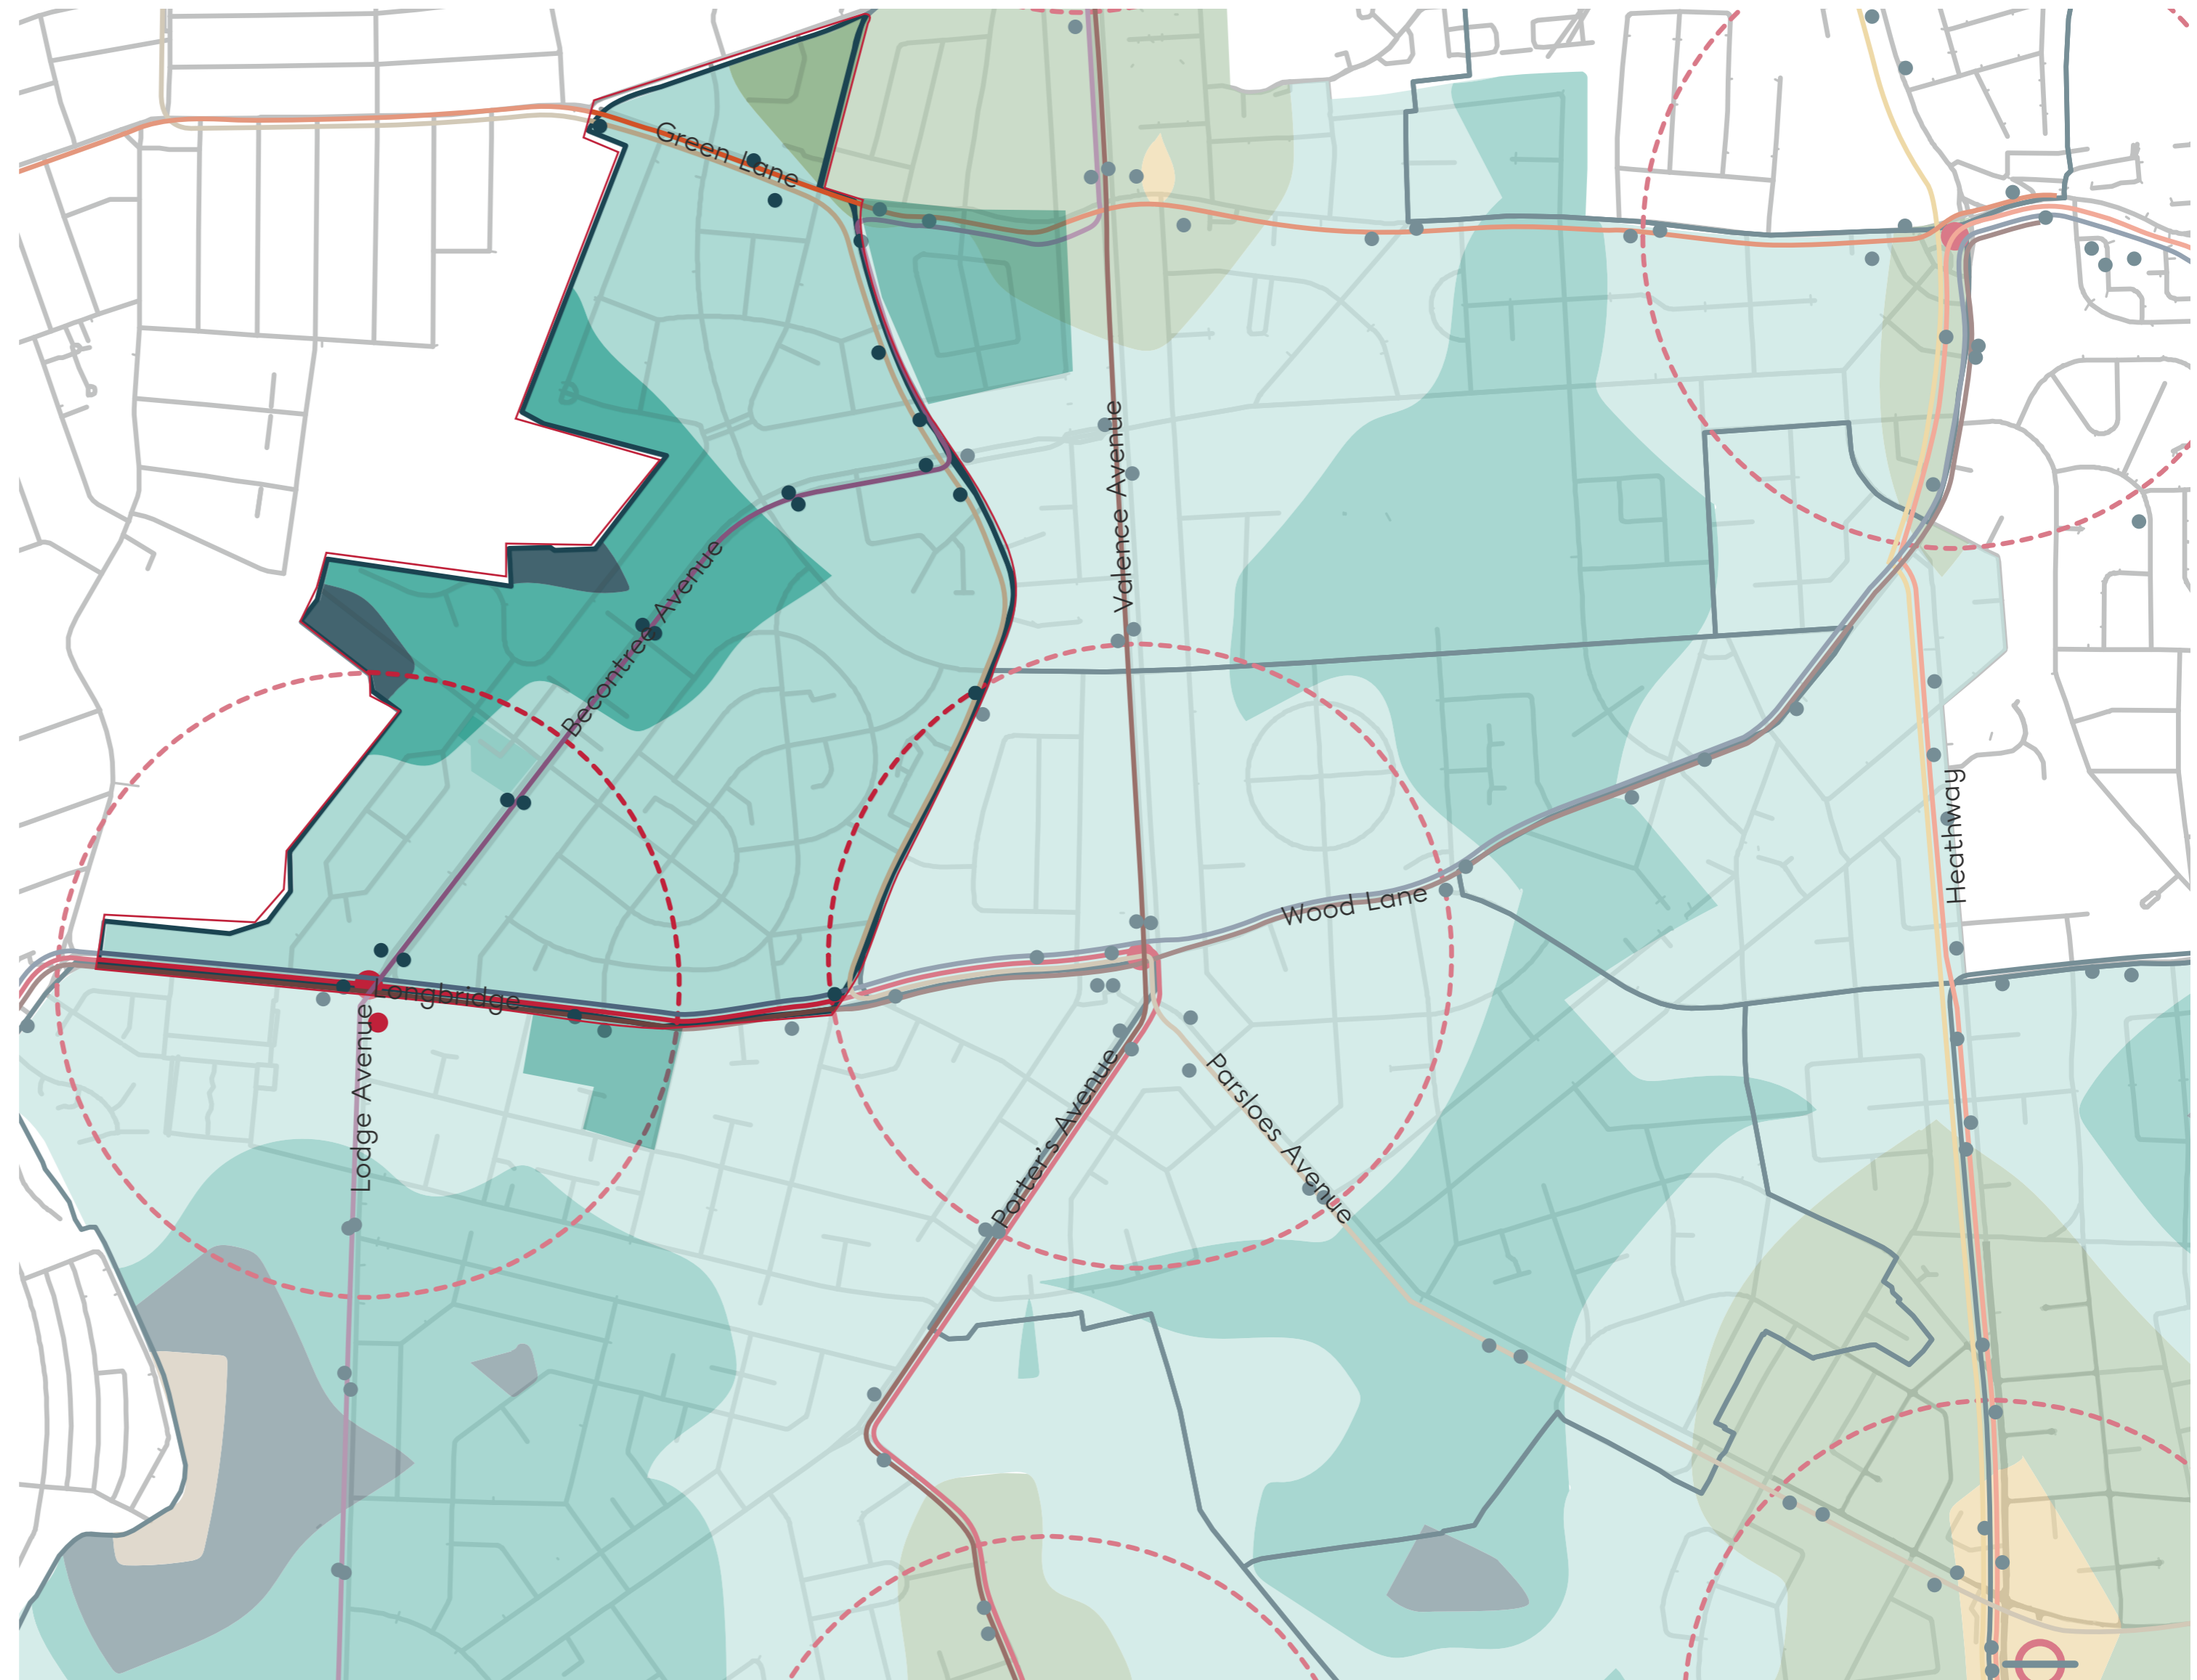 Green Lane
Valence Avenue
Becontree Avenue
Heathway
Wood Lane
Longbridge
Lodge Avenue
Porter's Avenue
Parsloes Avenue